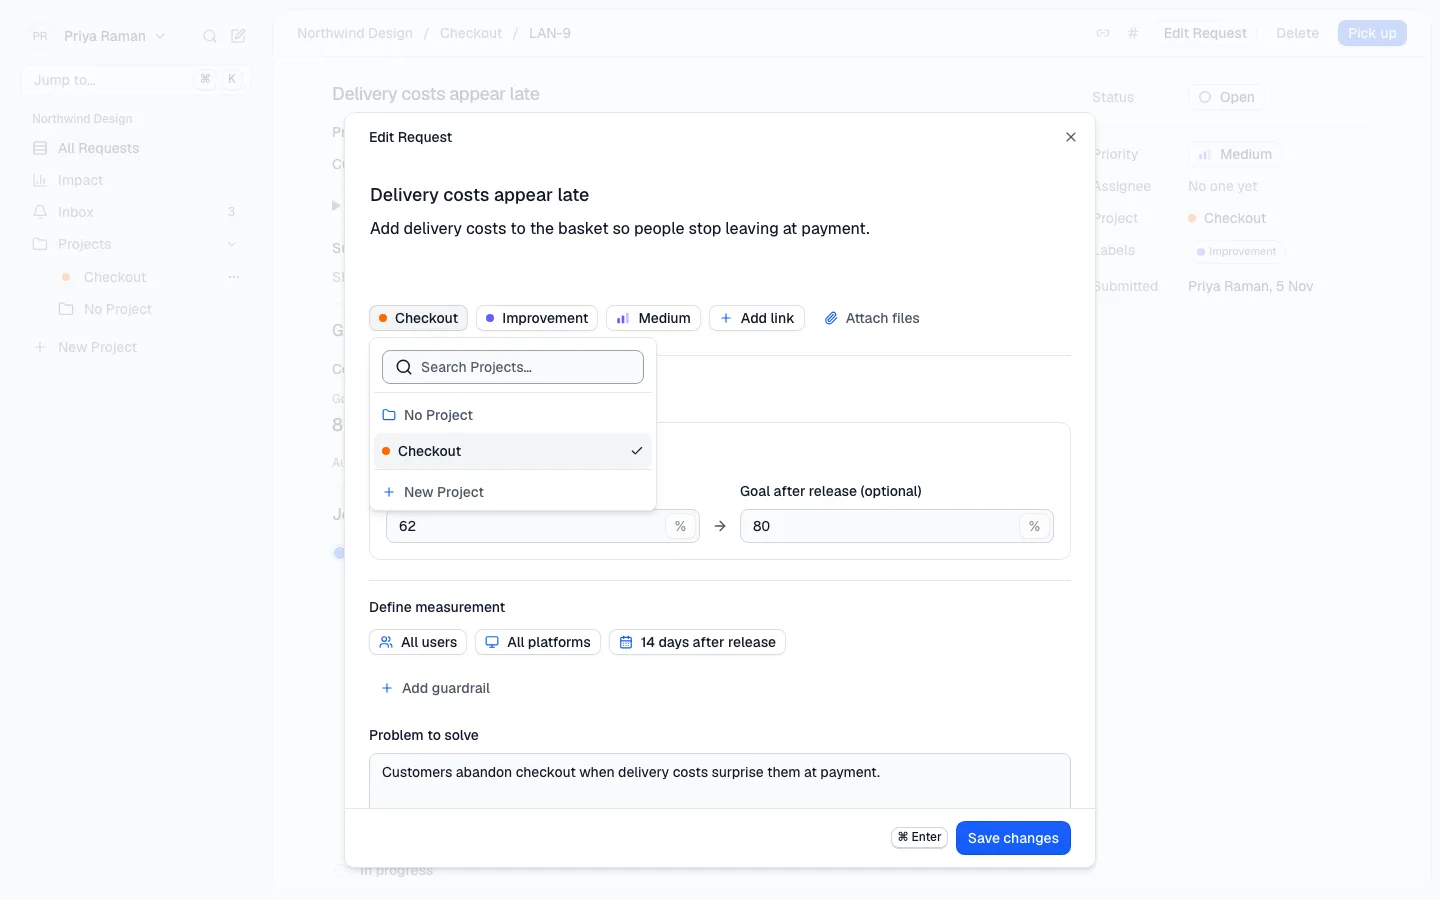 PR Priya Raman
Jump to... ⌘ K
Northwind Design
All Requests
Impact
Inbox 3
Projects
Checkout ...
No Project
New Project
Northwind Design / Checkout / LAN-9
# Edit Request Delete Pick up
Delivery costs appear late
Status Open
Priority Medium
Assignee No one yet
Project Checkout
Labels Improvement
Submitted Priya Raman, 5 Nov
Edit Request
Delivery costs appear late
Add delivery costs to the basket so people stop leaving at payment.
Checkout Improvement Medium + Add link Attach files
Search Projects...
No Project
Checkout
+ New Project
Goal after release (optional)
62 % → 80 %
Define measurement
All users All platforms 14 days after release
+ Add guardrail
Problem to solve
Customers abandon checkout when delivery costs surprise them at payment.
⌘ Enter Save changes
In progress